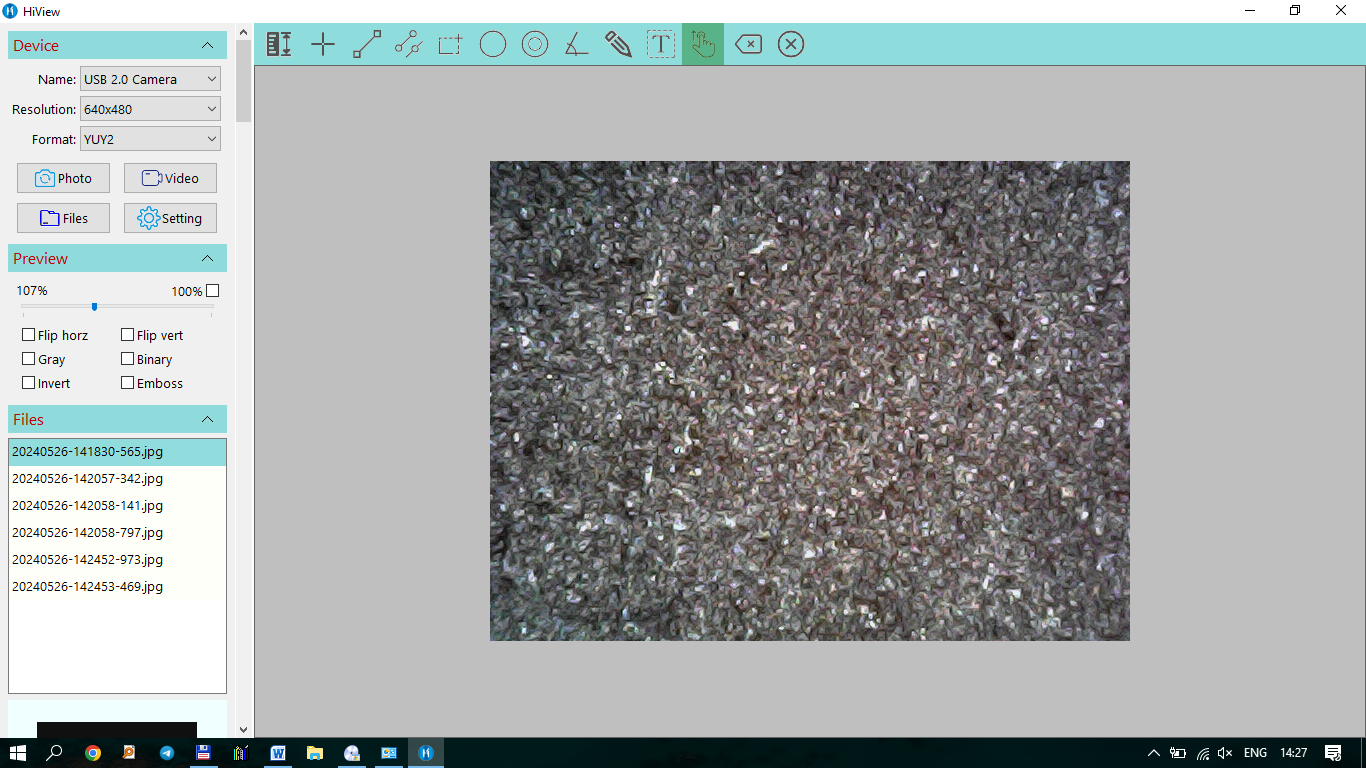 HiView
Device
Name: USB 2.0 Camera
Resolution: 640x480
Format: YUY2
Photo Video
Files Setting
Preview
107% 100%
Flip horz Flip vert
Gray Binary
Invert Emboss
Files
20240526-141830-565.jpg
20240526-142057-342.jpg
20240526-142058-141.jpg
20240526-142058-797.jpg
20240526-142452-973.jpg
20240526-142453-469.jpg
T
W
ENG 14:27